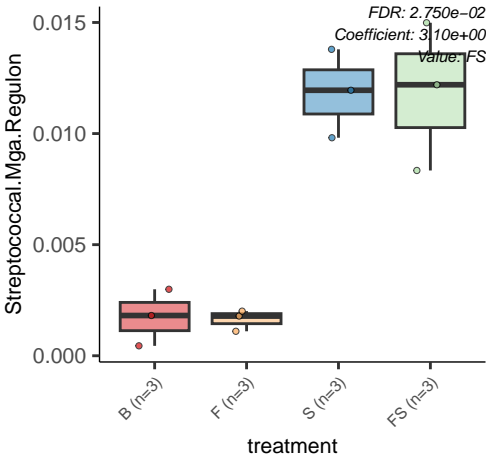 FDR: 2.750e−02
Coefficient: 3.10e+00
Value: FS
Streptococcal.Mga.Regulon
0.015
0.010
0.005
0.000
B (n=3)
F (n=3)
S (n=3)
FS (n=3)
treatment